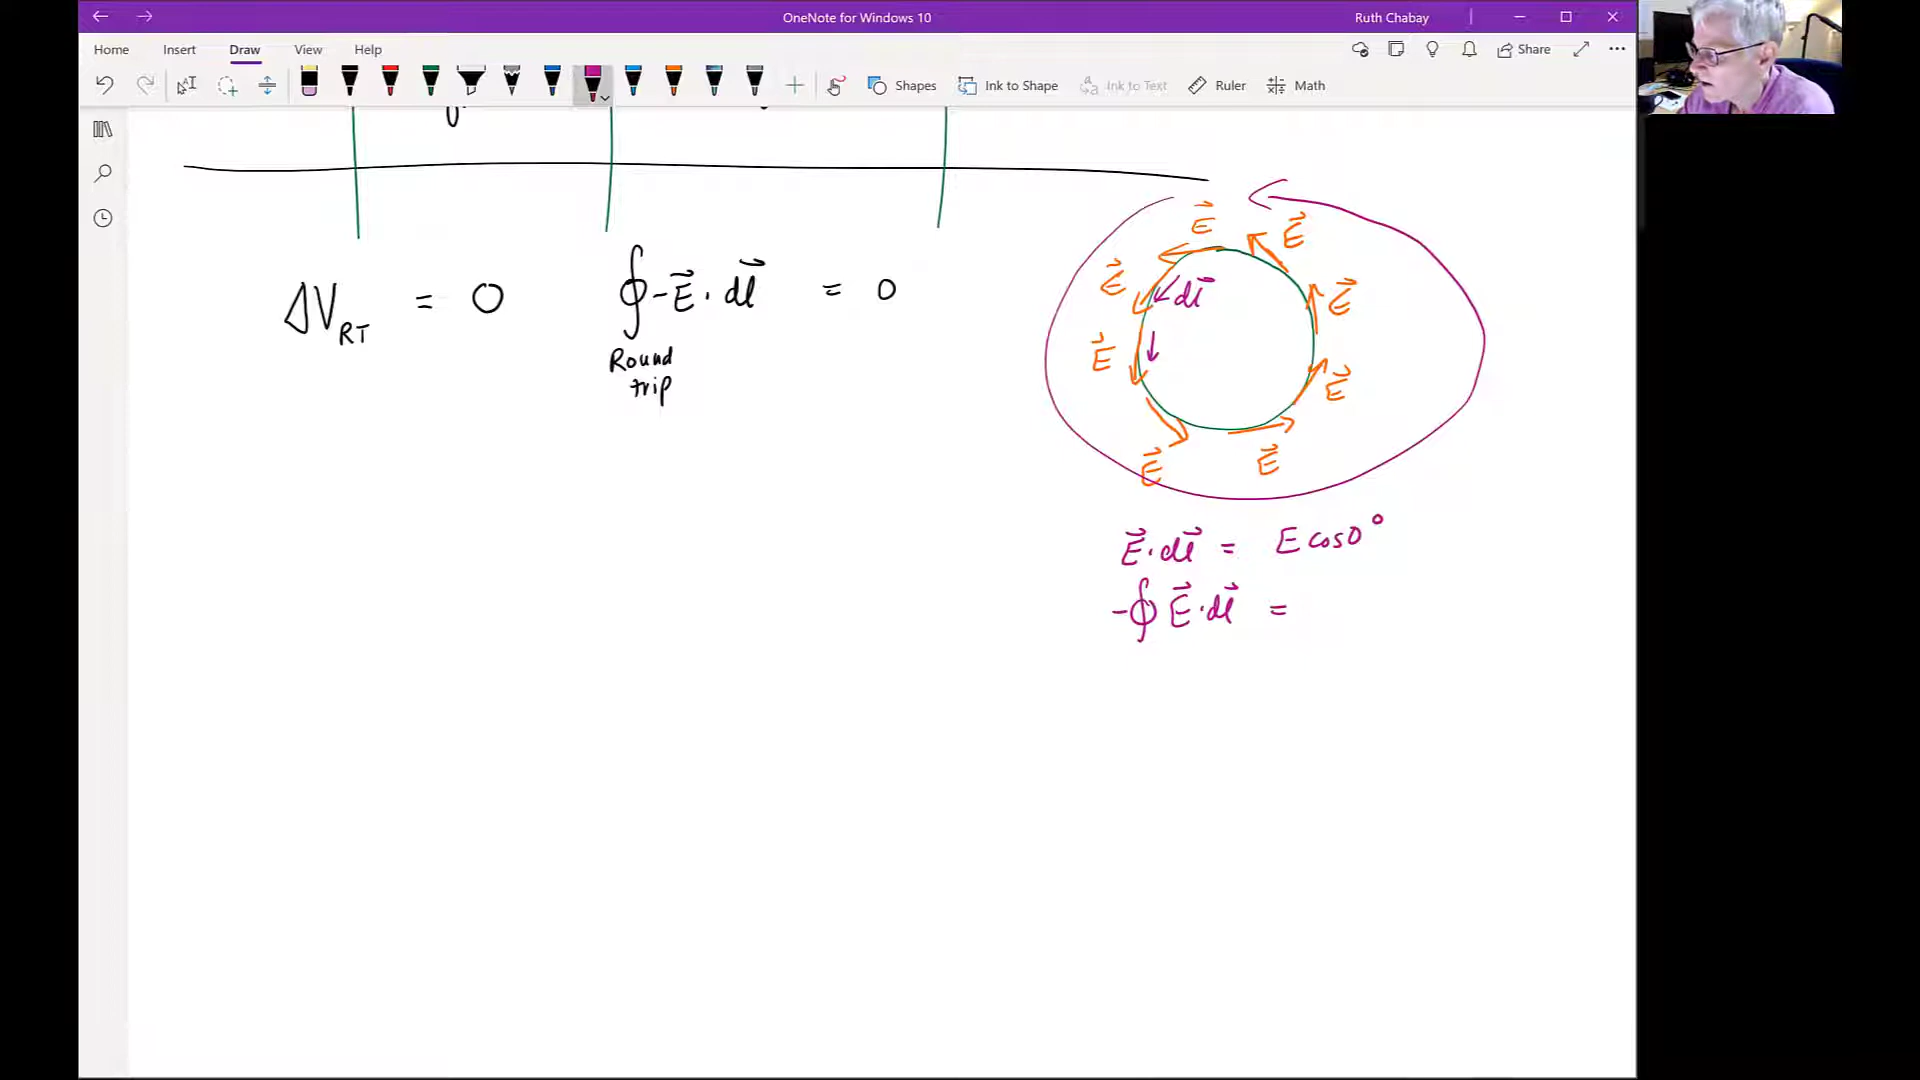 OneNote for Windows 10
Ruth Chabay
Home Insert Draw View Help
Share
Shapes Ink to Shape Ink to Text Ruler Math
ΔV_RT = 0
∮ -E⃗ · dl⃗ = 0
Round
trip
E⃗
E⃗
E⃗
dl⃗
E⃗
E⃗
E⃗
E⃗
E⃗
E⃗ · dl⃗ = E cos 0°
-∮ E⃗ · dl⃗ =